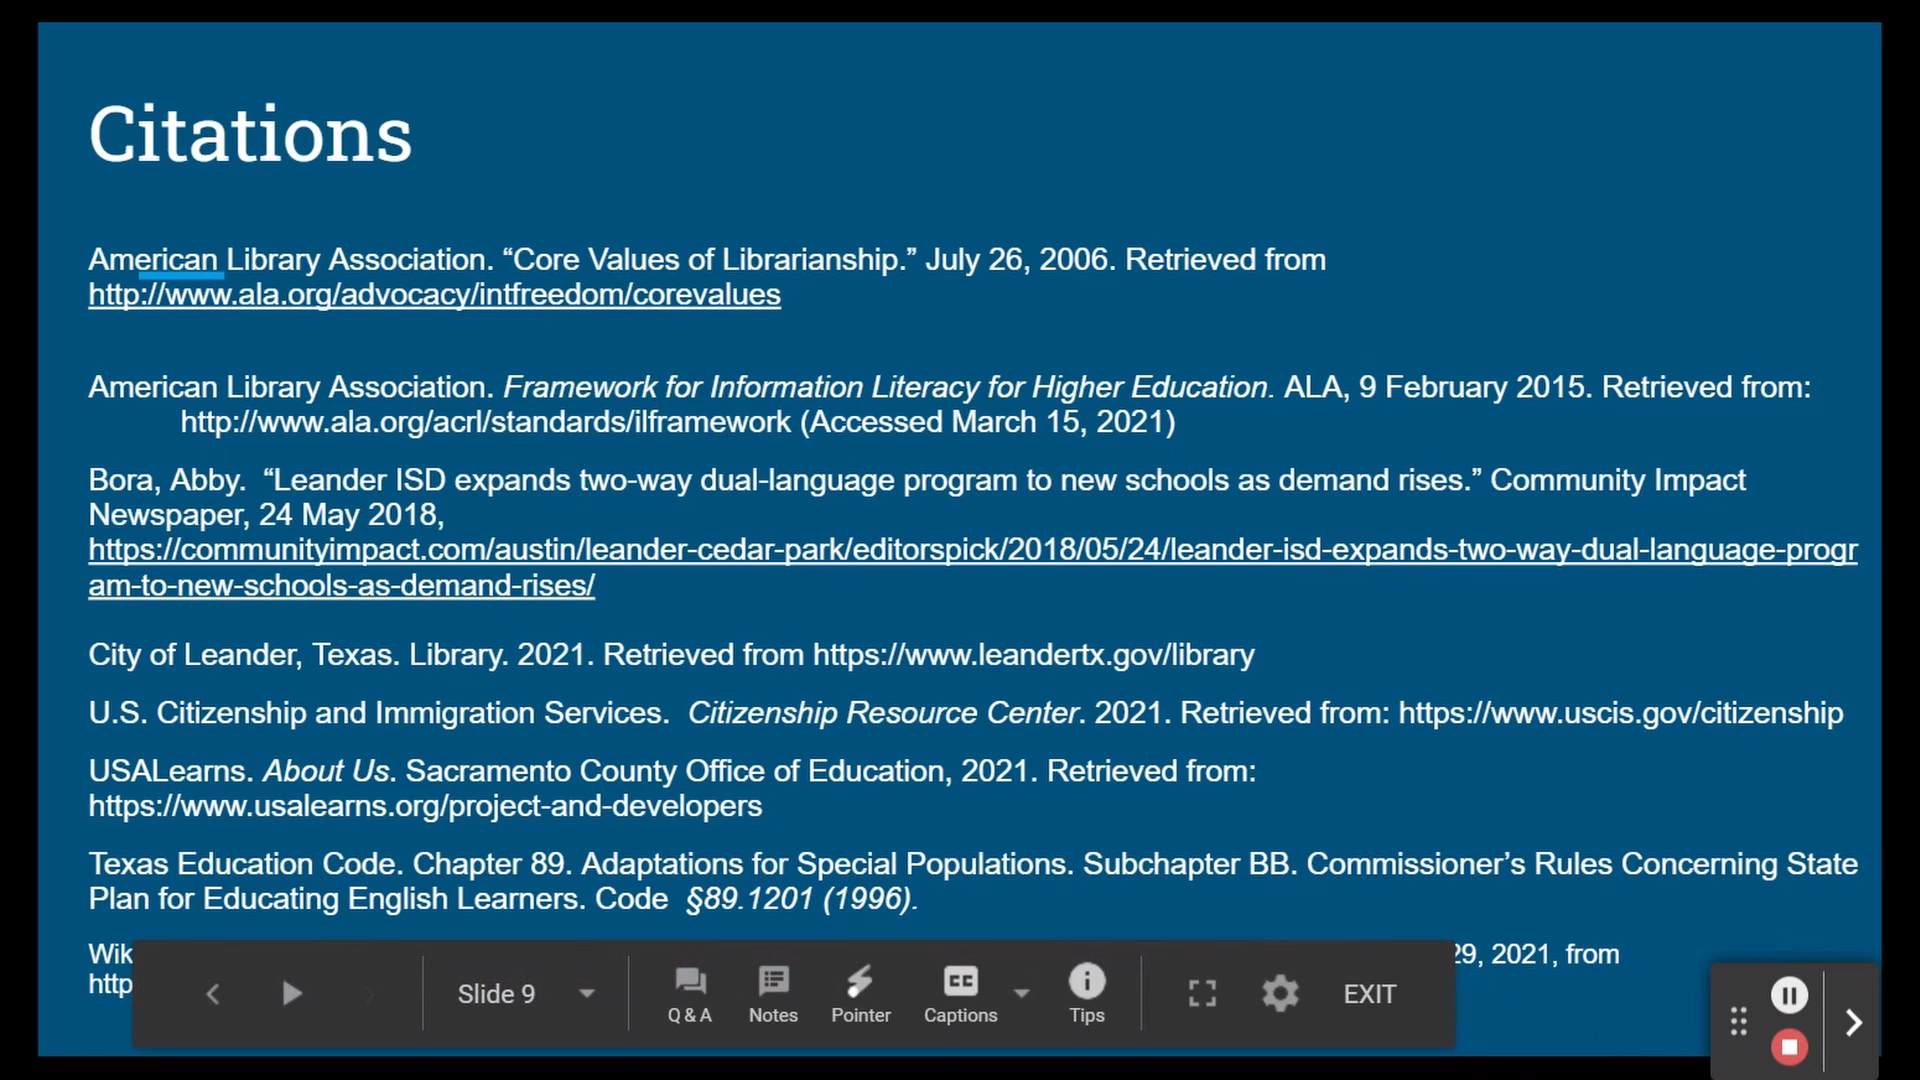 Citations
American Library Association. “Core Values of Librarianship.” July 26, 2006. Retrieved from
http://www.ala.org/advocacy/intfreedom/corevalues
American Library Association. Framework for Information Literacy for Higher Education. ALA, 9 February 2015. Retrieved from:
http://www.ala.org/acrl/standards/ilframework (Accessed March 15, 2021)
Bora, Abby.  “Leander ISD expands two-way dual-language program to new schools as demand rises.” Community Impact
Newspaper, 24 May 2018,
https://communityimpact.com/austin/leander-cedar-park/editorspick/2018/05/24/leander-isd-expands-two-way-dual-language-progr
am-to-new-schools-as-demand-rises/
City of Leander, Texas. Library. 2021. Retrieved from https://www.leandertx.gov/library
U.S. Citizenship and Immigration Services.  Citizenship Resource Center. 2021. Retrieved from: https://www.uscis.gov/citizenship
USALearns. About Us. Sacramento County Office of Education, 2021. Retrieved from:
https://www.usalearns.org/project-and-developers
Texas Education Code. Chapter 89. Adaptations for Special Populations. Subchapter BB. Commissioner’s Rules Concerning State
Plan for Educating English Learners. Code  §89.1201 (1996).
Wik 29, 2021, from
http
Slide 9
Q & A
Notes
Pointer
CC
Captions
Tips
EXIT